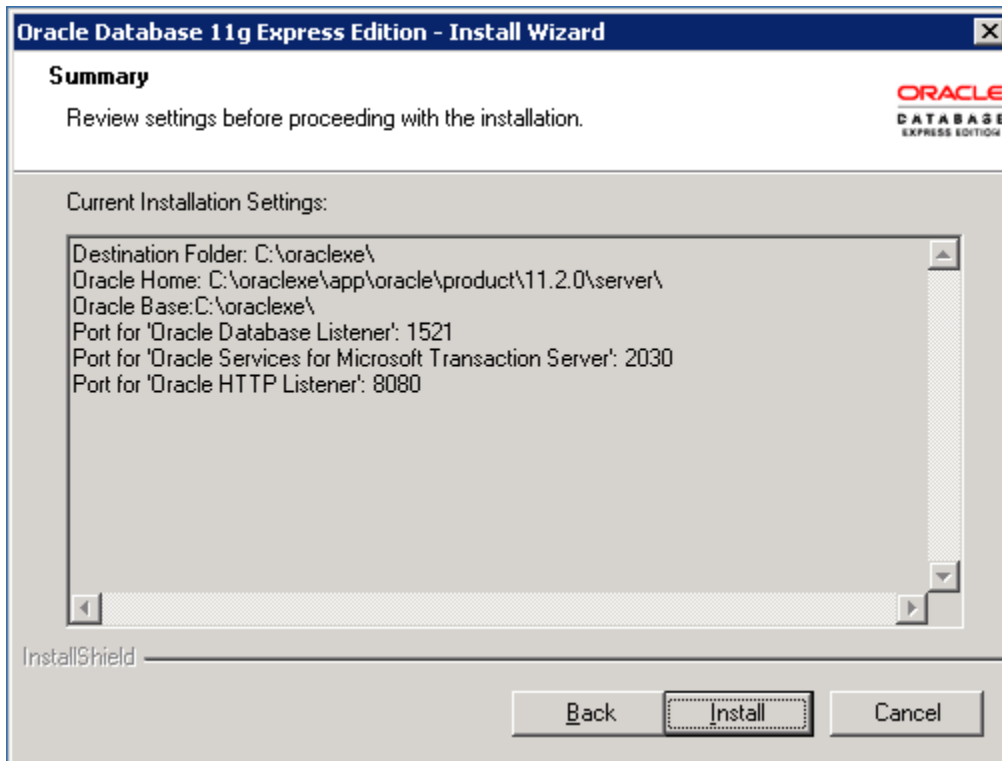 Oracle Database 11g Express Edition - Install Wizard
Summary
Review settings before proceeding with the installation.
ORACLE
DATABASE
EXPRESS EDITION
Current Installation Settings:
Destination Folder: C:\oraclexe\
Oracle Home: C:\oraclexe\app\oracle\product\11.2.0\server\
Oracle Base:C:\oraclexe\
Port for 'Oracle Database Listener': 1521
Port for 'Oracle Services for Microsoft Transaction Server': 2030
Port for 'Oracle HTTP Listener': 8080
InstallShield
Back
Install
Cancel